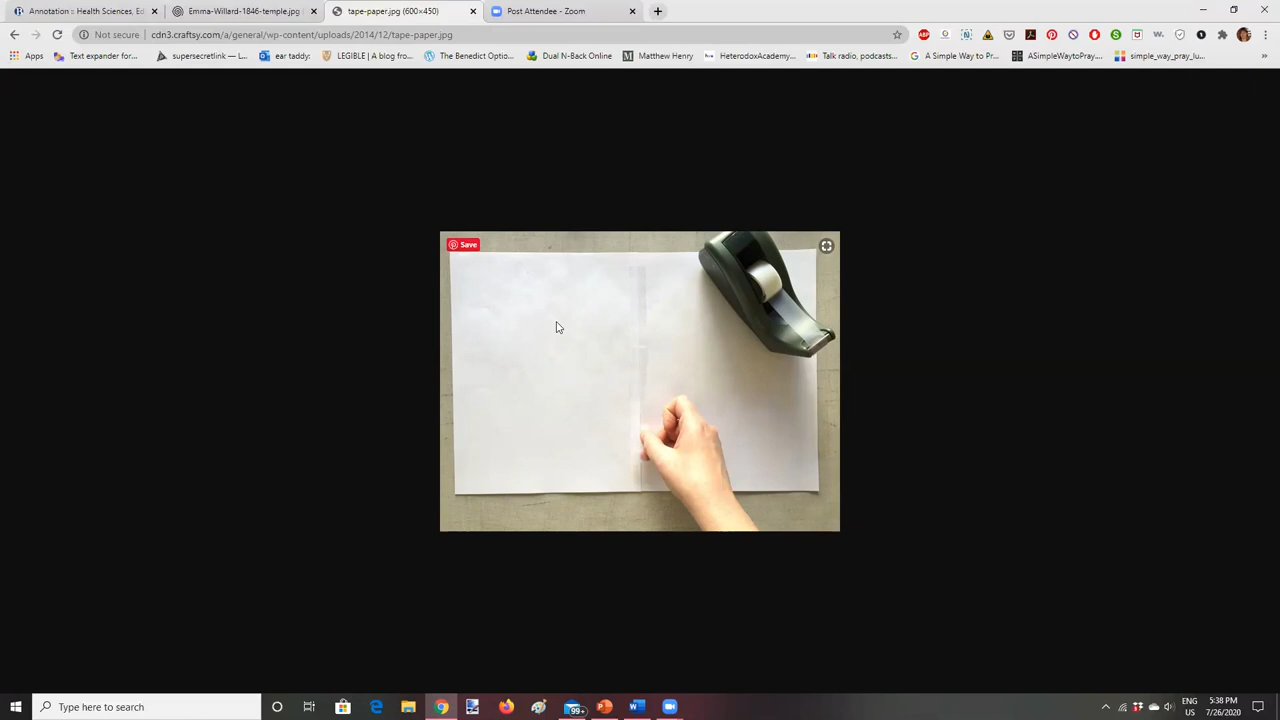 Annotation :: Health Sciences, Ed
Emma-Willard-1846-temple.jpg
tape-paper.jpg (600×450)
Post Attendee - Zoom
Not secure
cdn3.craftsy.com/a/general/wp-content/uploads/2014/12/tape-paper.jpg
Apps
Text expander for...
supersecretlink — L...
ear taddy:
LEGIBLE | A blog fro...
The Benedict Optio...
Dual N-Back Online
Matthew Henry
HeterodoxAcademy...
Talk radio, podcasts...
A Simple Way to Pr...
ASimpleWaytoPray....
simple_way_pray_lu...
Save
Type here to search
99+
ENG
US
5:38 PM
7/26/2020